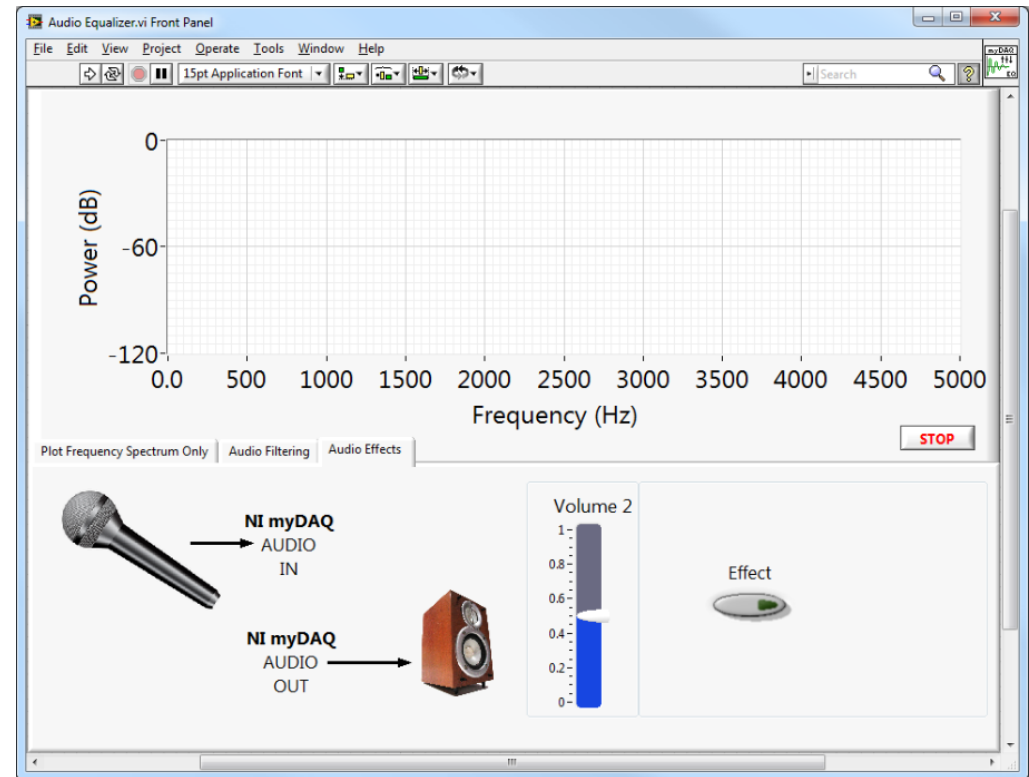 Audio Equalizer.vi Front Panel
File Edit View Project Operate Tools Window Help
15pt Application Font
Search
myDAQ
EQ
0
-60
-120
Power (dB)
0.0 500 1000 1500 2000 2500 3000 3500 4000 4500 5000
Frequency (Hz)
STOP
Plot Frequency Spectrum Only Audio Filtering Audio Effects
NI myDAQ
AUDIO
IN
NI myDAQ
AUDIO
OUT
Volume 2
1
0.8
0.6
0.4
0.2
0
Effect